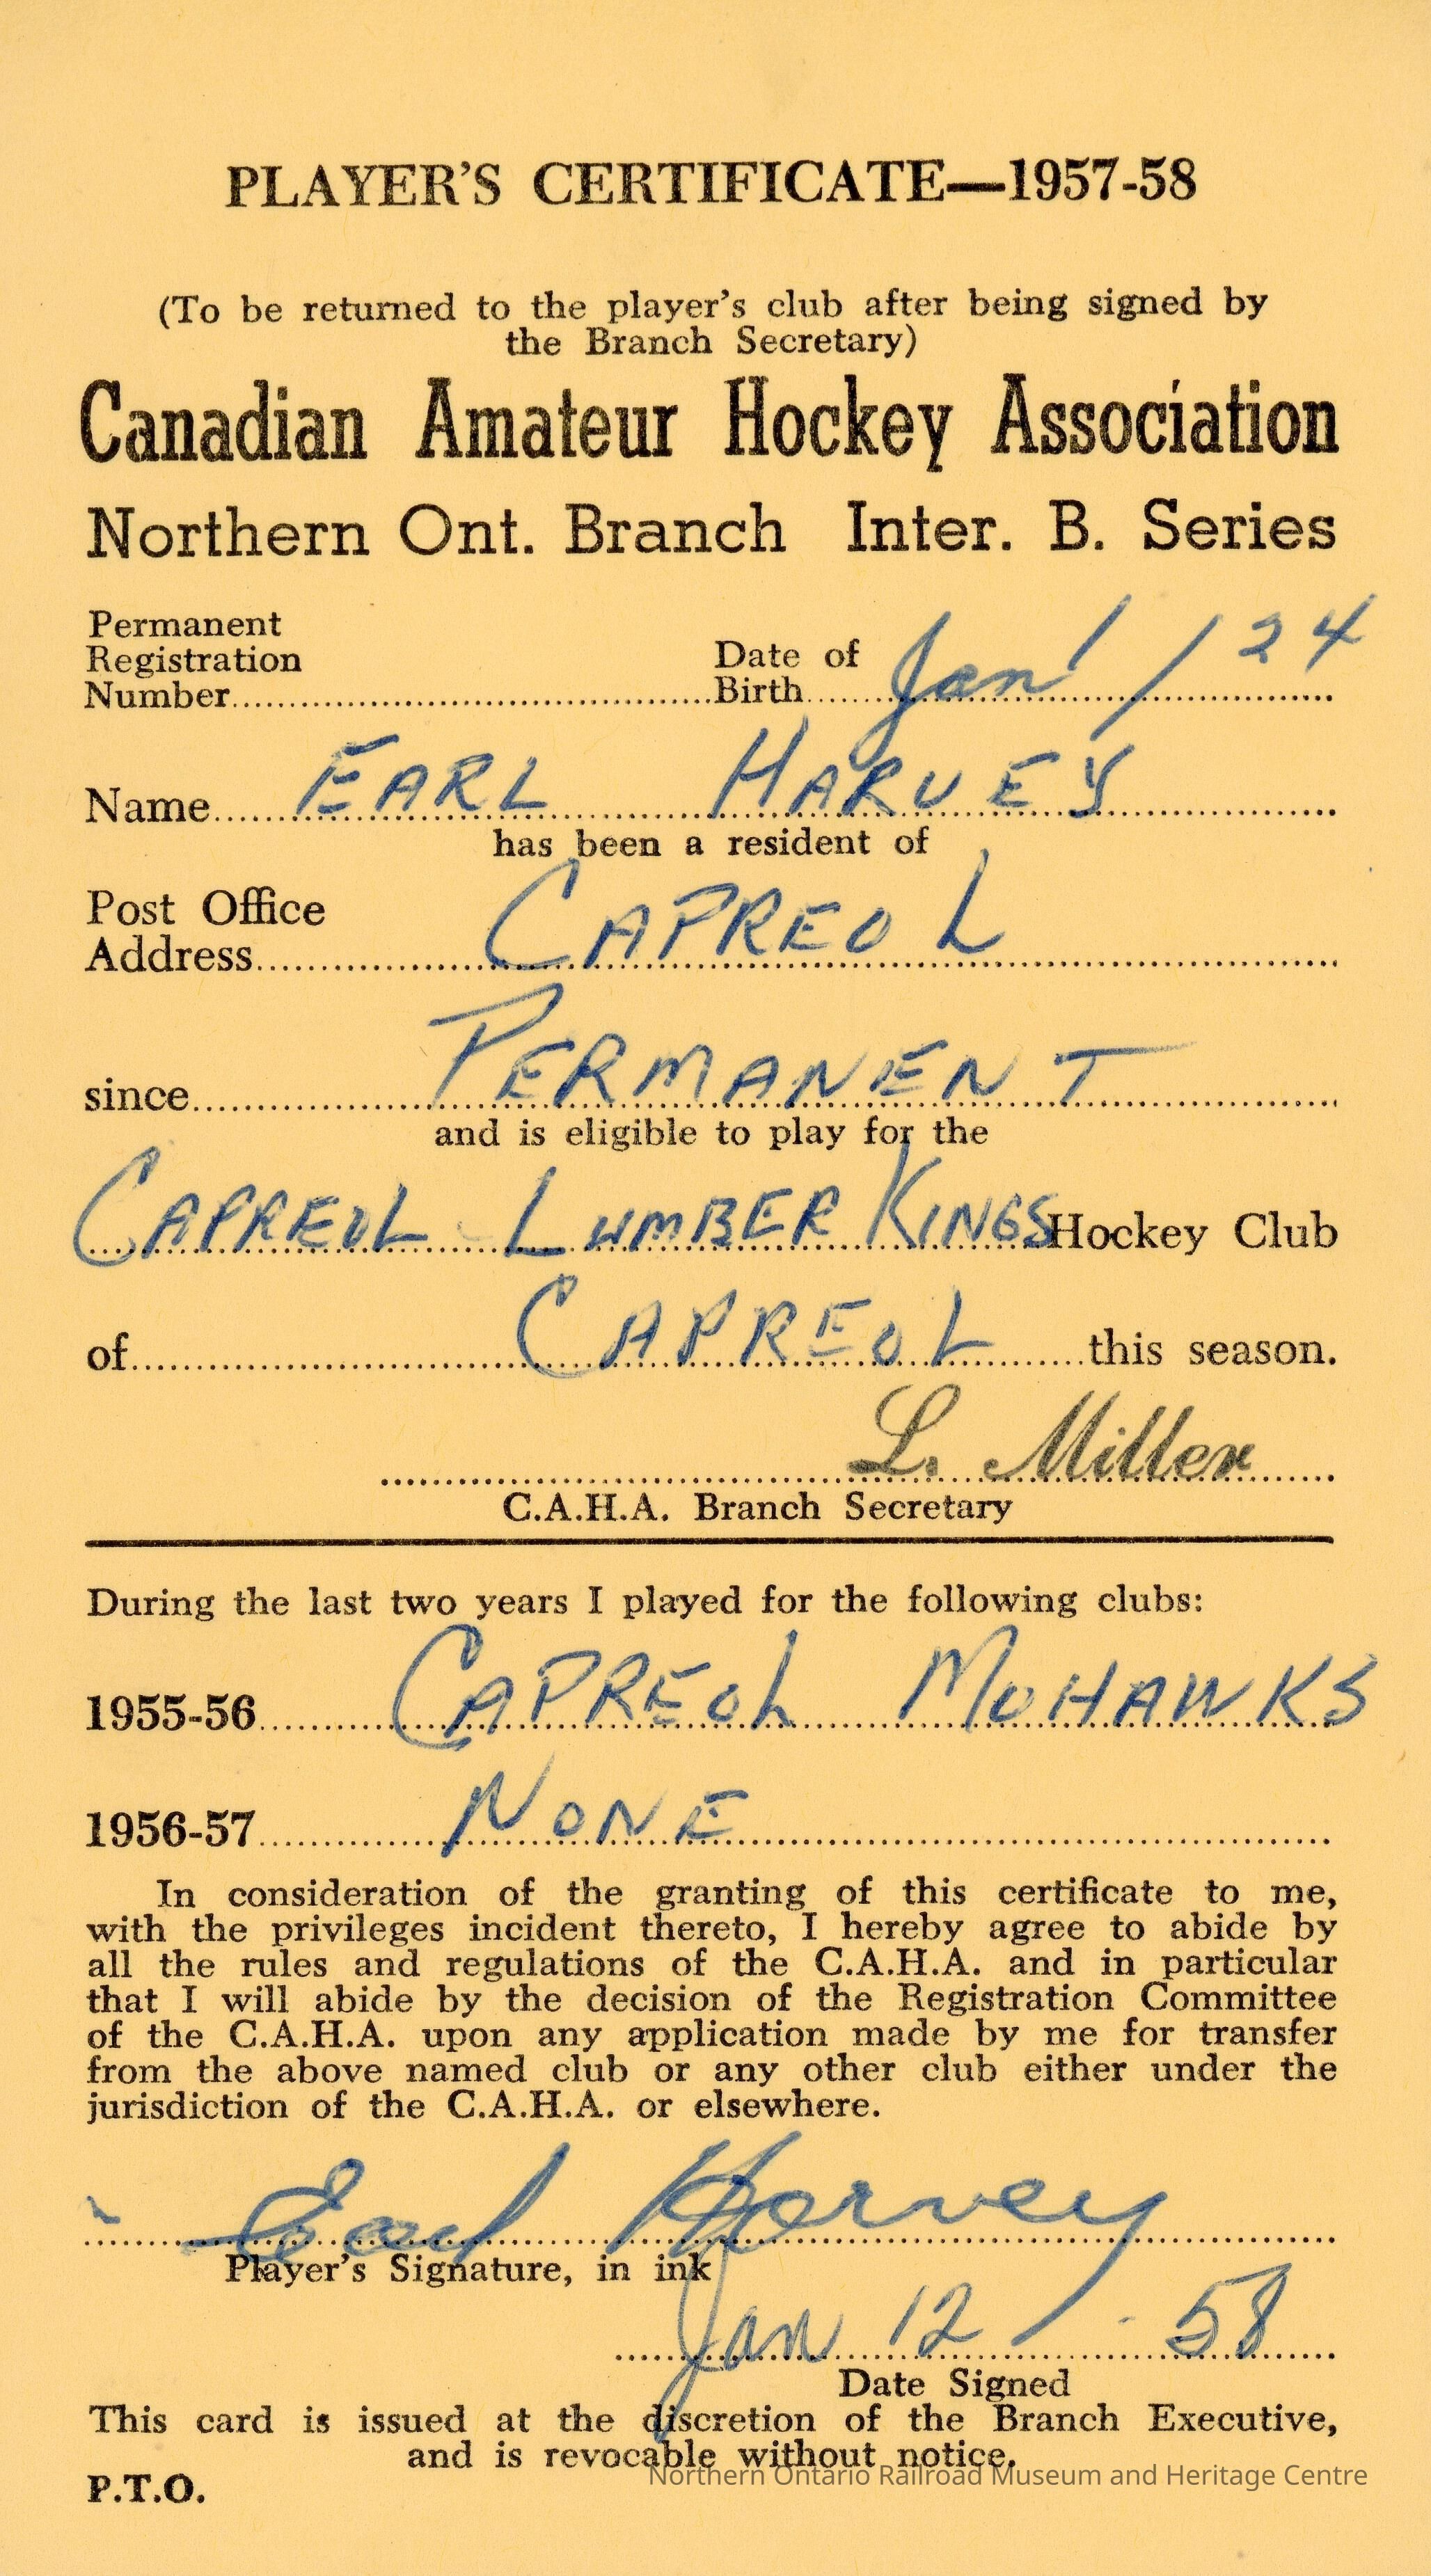 PLAYER'S CERTIFICATE—1957-58
(To be returned to the player's club after being signed by
the Branch Secretary)
Canadian Amateur Hockey Association
Northern Ont. Branch Inter. B. Series
Permanent
Registration
Number
Date of
Birth Jan 1 / 24
Name EARL HARVEY
has been a resident of
Post Office
Address CAPREOL
since PERMANENT
and is eligible to play for the
CAPREOL LUMBER KINGS Hockey Club
of CAPREOL this season.
L. Miller
C.A.H.A. Branch Secretary
During the last two years I played for the following clubs:
1955-56 CAPREOL MOHAWKS
1956-57 NONE
In consideration of the granting of this certificate to me,
with the privileges incident thereto, I hereby agree to abide by
all the rules and regulations of the C.A.H.A. and in particular
that I will abide by the decision of the Registration Committee
of the C.A.H.A. upon any application made by me for transfer
from the above named club or any other club either under the
jurisdiction of the C.A.H.A. or elsewhere.
Earl Harvey
Player's Signature, in ink
Jan 12 / 58
Date Signed
This card is issued at the discretion of the Branch Executive,
and is revocable without notice.
Northern Ontario Railroad Museum and Heritage Centre
P.T.O.